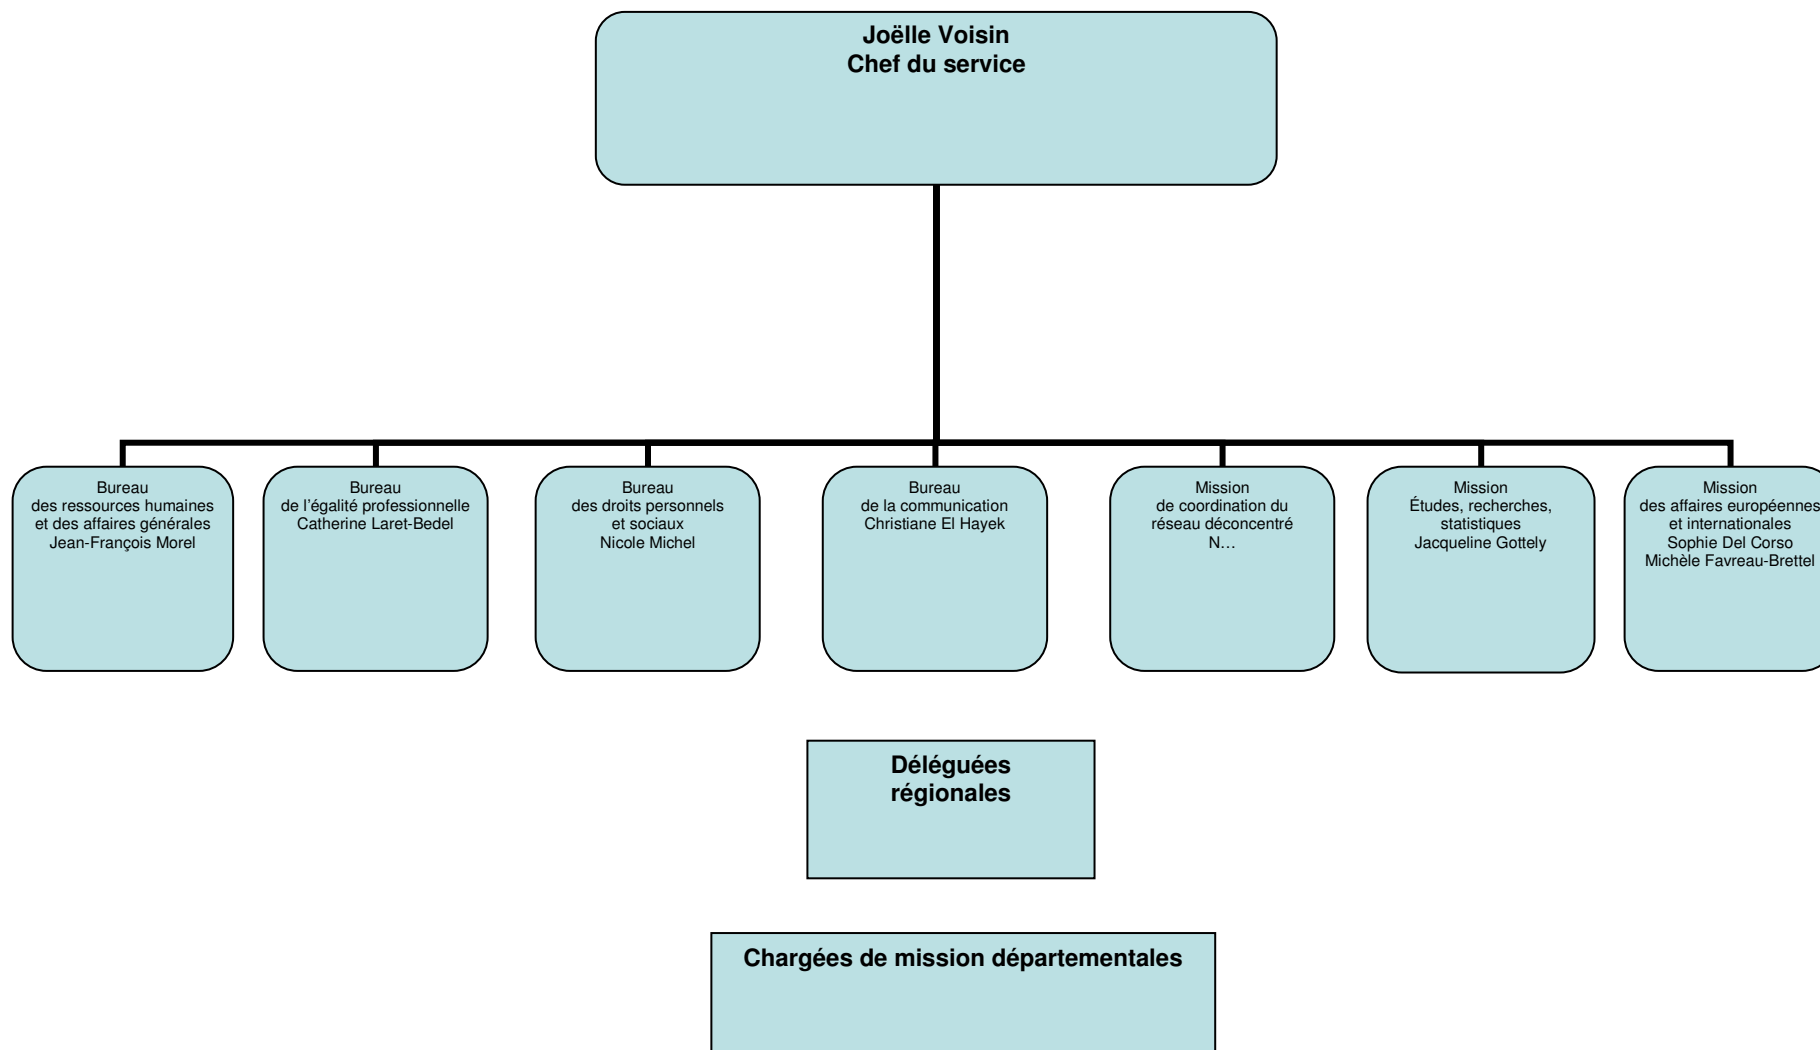 Joëlle Voisin
Chef du service
Bureau
des ressources humaines
et des affaires générales
Jean-François Morel
Bureau
de l'égalité professionnelle
Catherine Laret-Bedel
Bureau
des droits personnels
et sociaux
Nicole Michel
Bureau
de la communication
Christiane El Hayek
Mission
de coordination du
réseau déconcentré
N…
Mission
Études, recherches,
statistiques
Jacqueline Gottely
Mission
des affaires européennes
et internationales
Sophie Del Corso
Michèle Favreau-Brettel
Déléguées
régionales
Chargées de mission départementales